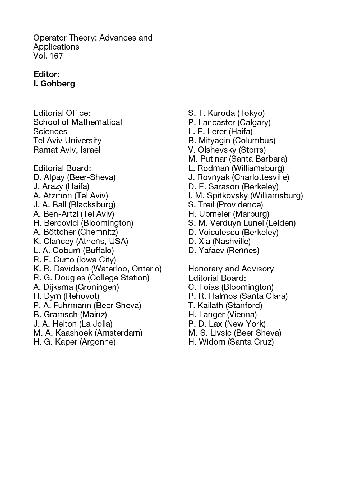 Operator Theory: Advances and
Applications
Vol. 167
Editor:
I. Gohberg
Editorial Office:
School of Mathematical
Sciences
Tel Aviv University
Ramat Aviv, Israel
Editorial Board:
D. Alpay (Beer-Sheva)
J. Arazy (Haifa)
A. Atzmon (Tel Aviv)
J. A. Ball (Blacksburg)
A. Ben-Artzi (Tel Aviv)
H. Bercovici (Bloomington)
A. Böttcher (Chemnitz)
K. Clancey (Athens, USA)
L. A. Coburn (Buffalo)
R. E. Curto (Iowa City)
K. R. Davidson (Waterloo, Ontario)
R. G. Douglas (College Station)
A. Dijksma (Groningen)
H. Dym (Rehovot)
P. A. Fuhrmann (Beer Sheva)
B. Gramsch (Mainz)
J. A. Helton (La Jolla)
M. A. Kaashoek (Amsterdam)
H. G. Kaper (Argonne)
S. T. Kuroda (Tokyo)
P. Lancaster (Calgary)
L. E. Lerer (Haifa)
B. Mityagin (Columbus)
V. Olshevsky (Storrs)
M. Putinar (Santa Barbara)
L. Rodman (Williamsburg)
J. Rovnyak (Charlottesville)
D. E. Sarason (Berkeley)
I. M. Spitkovsky (Williamsburg)
S. Treil (Providence)
H. Upmeier (Marburg)
S. M. Verduyn Lunel (Leiden)
D. Voiculescu (Berkeley)
D. Xia (Nashville)
D. Yafaev (Rennes)
Honorary and Advisory
Editorial Board:
C. Foias (Bloomington)
P. R. Halmos (Santa Clara)
T. Kailath (Stanford)
H. Langer (Vienna)
P. D. Lax (New York)
M. S. Livsic (Beer Sheva)
H. Widom (Santa Cruz)